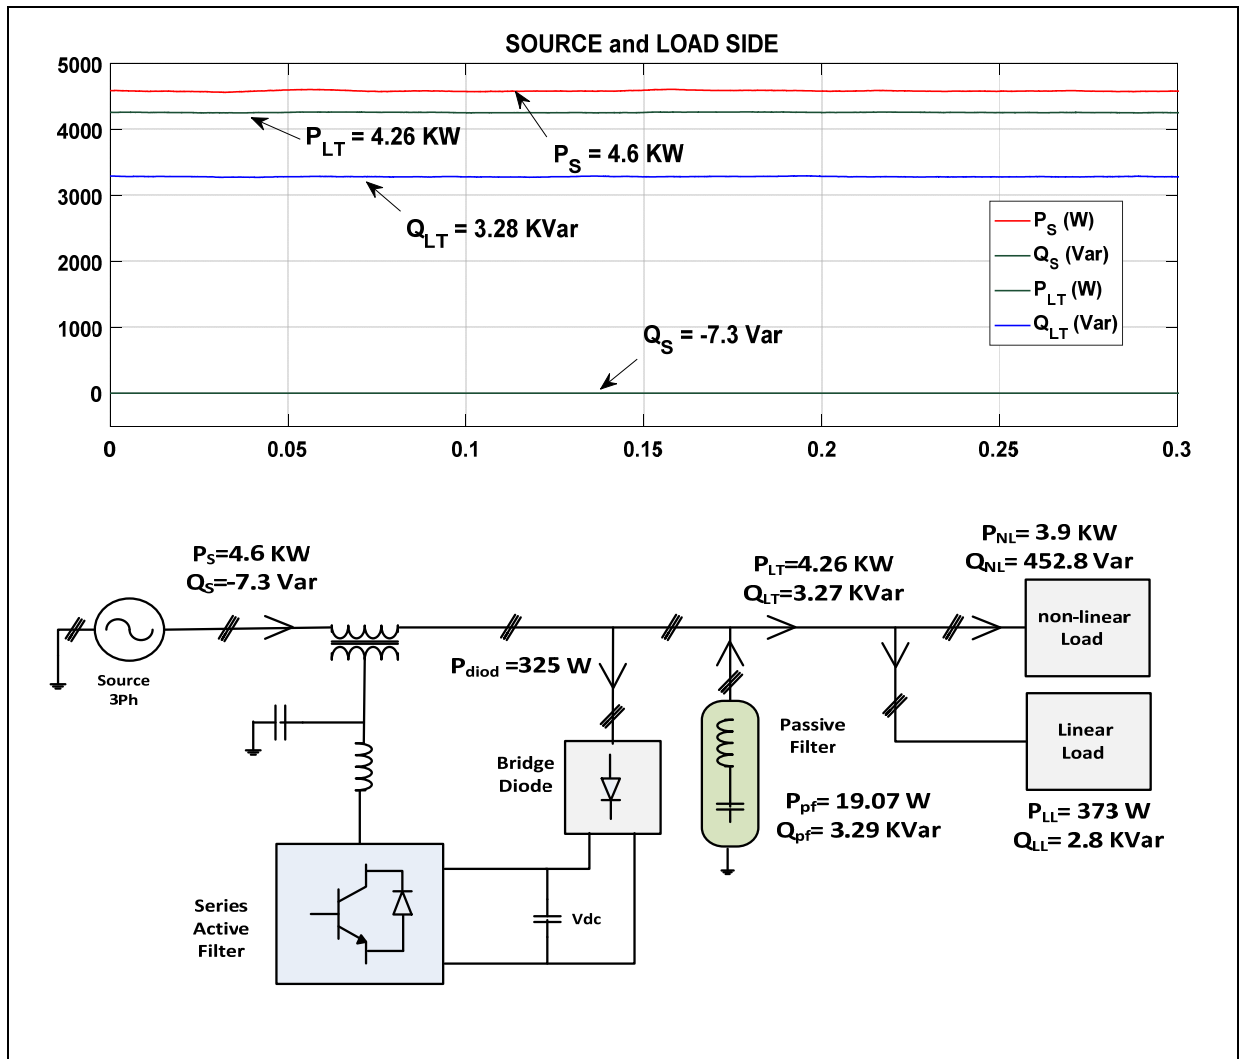 SOURCE and LOAD SIDE
5000
4000
3000
2000
1000
0
P_LT = 4.26 KW
P_S = 4.6 KW
Q_LT = 3.28 KVar
Q_S = -7.3 Var
P_S (W)
Q_S (Var)
P_LT (W)
Q_LT (Var)
0 0.05 0.1 0.15 0.2 0.25 0.3
P_S=4.6 KW
Q_S=-7.3 Var
P_LT=4.26 KW
Q_LT=3.27 KVar
P_NL= 3.9 KW
Q_NL= 452.8 Var
non-linear
Load
Source
3Ph
P_diod =325 W
Bridge
Diode
Passive
Filter
P_pf= 19.07 W
Q_pf= 3.29 KVar
Linear
Load
P_LL= 373 W
Q_LL= 2.8 KVar
Series
Active
Filter
Vdc